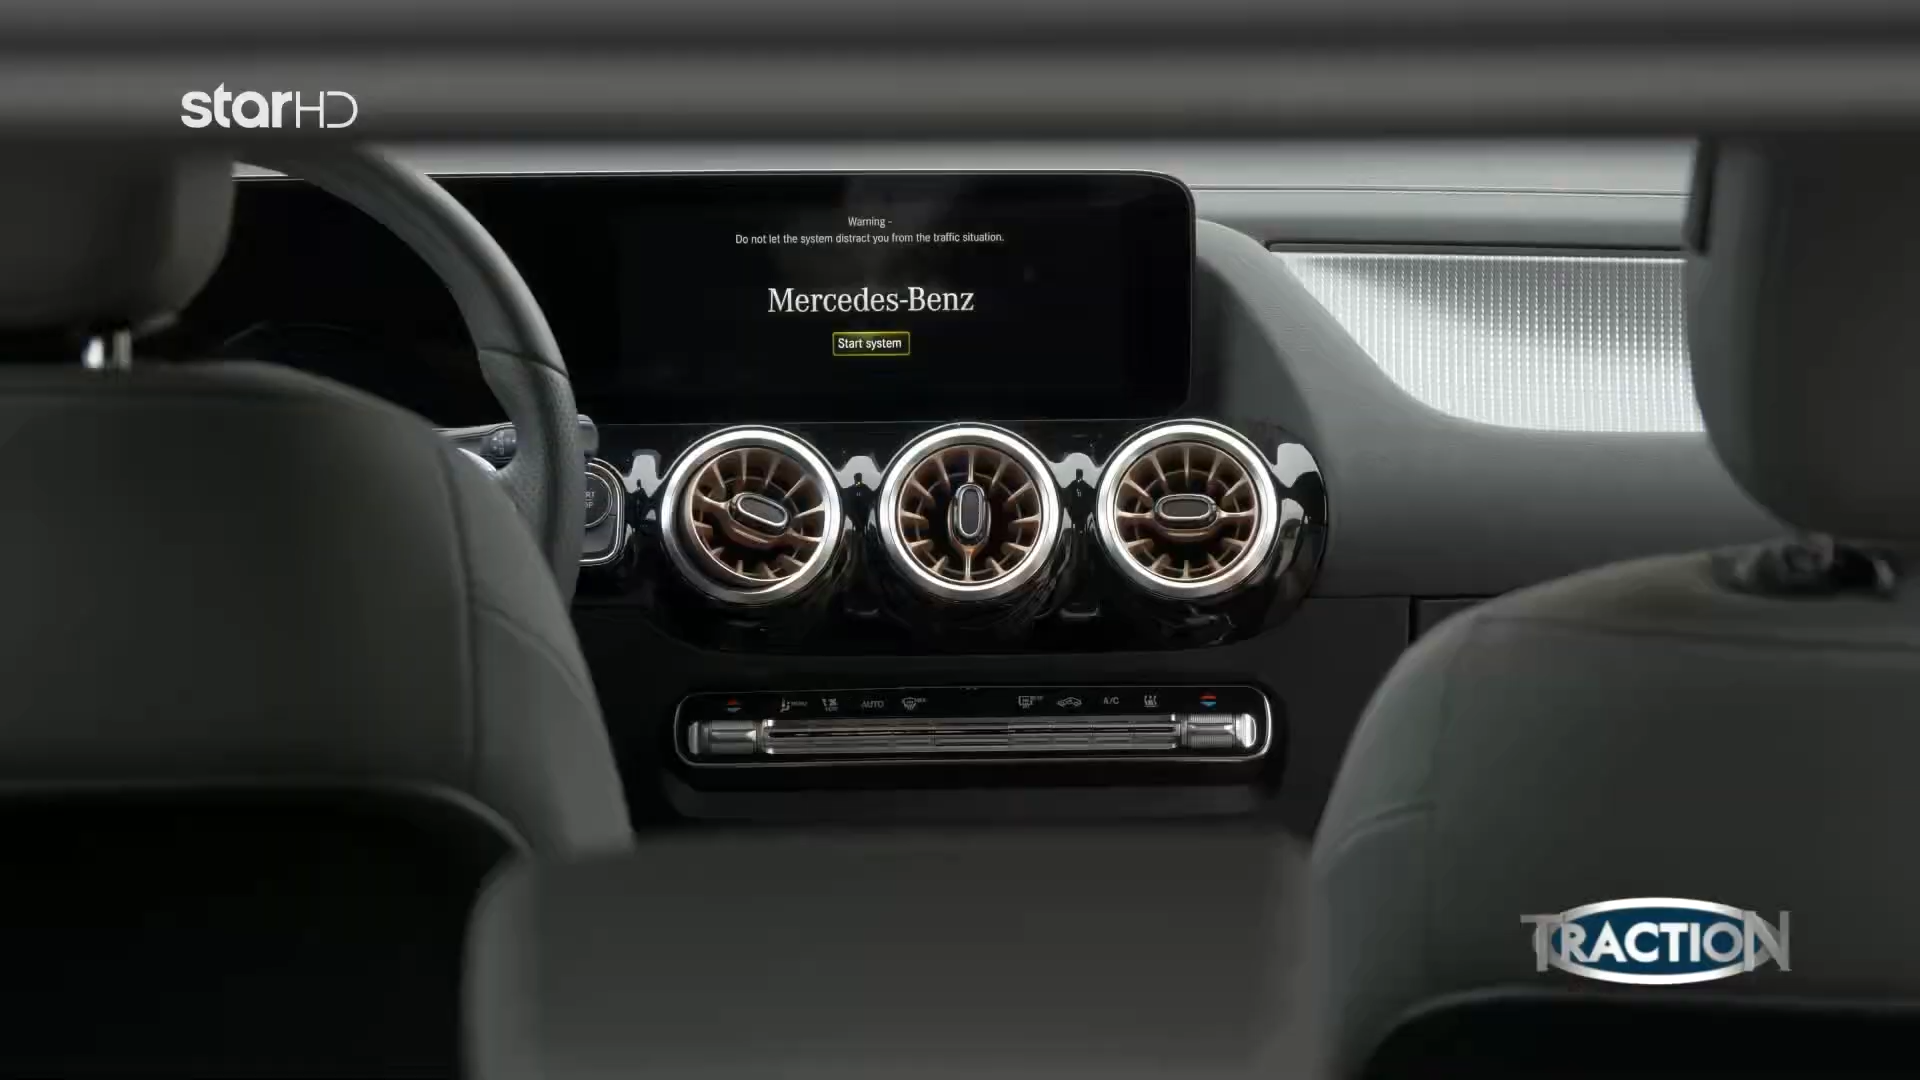 starHD
Warning -
Do not let the system distract you from the traffic situation.
Mercedes-Benz
Start system
AUTO
A/C
TRACTION